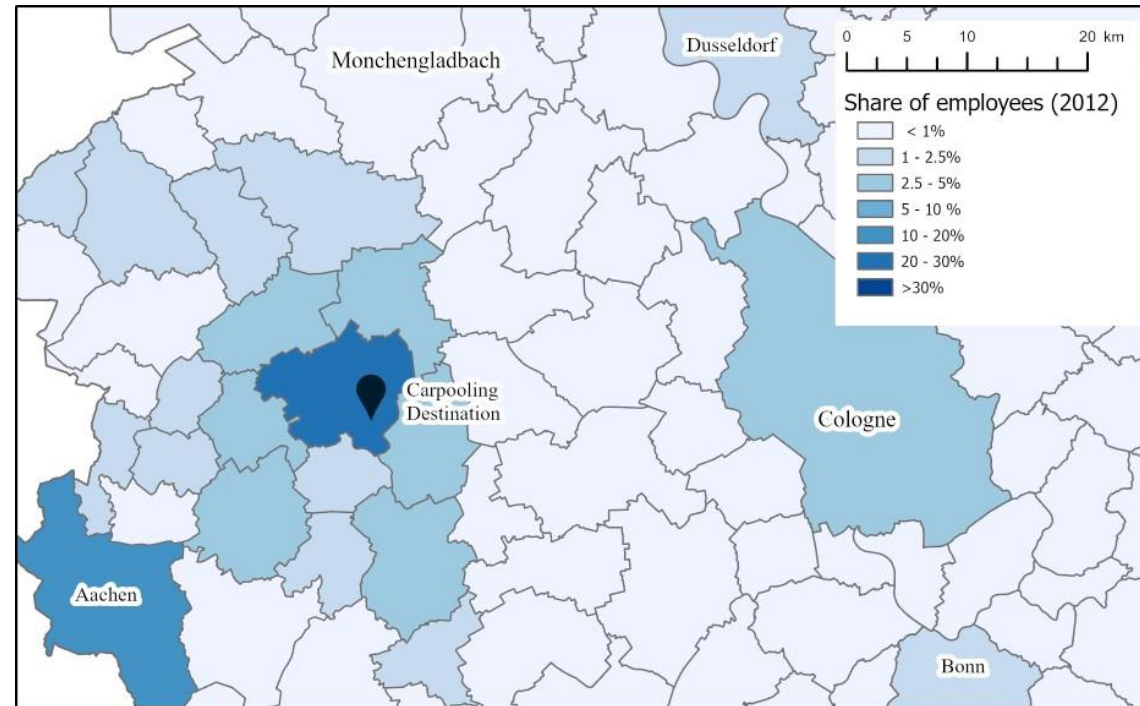 Monchengladbach
Dusseldorf
0 5 10 20 km
Share of employees (2012)
< 1%
1 - 2.5%
2.5 - 5%
5 - 10 %
10 - 20%
20 - 30%
>30%
Carpooling
Destination
Cologne
Aachen
Bonn